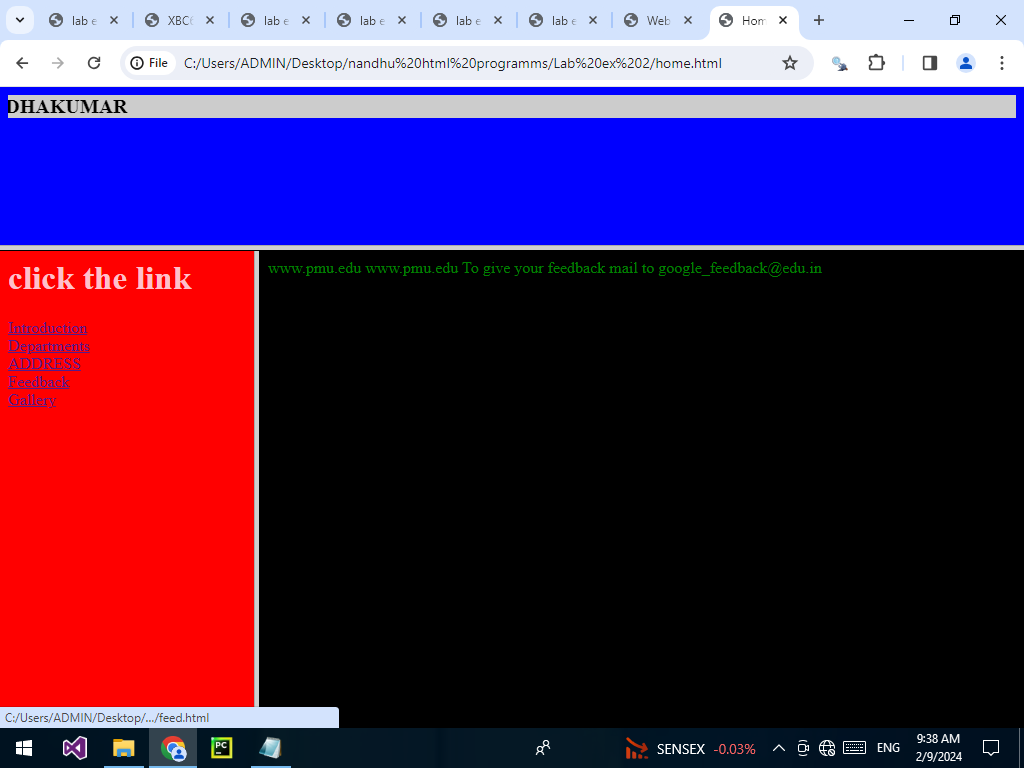 lab e
XBC
lab e
lab e
lab e
lab e
Web
Hom
File
C:/Users/ADMIN/Desktop/nandhu%20html%20programms/Lab%20ex%202/home.html
DHAKUMAR
click the link
www.pmu.edu www.pmu.edu To give your feedback mail to google_feedback@edu.in
Introduction
Departments
ADDRESS
Feedback
Gallery
C:/Users/ADMIN/Desktop/.../feed.html
PC
SENSEX -0.03%
ENG
9:38 AM
2/9/2024